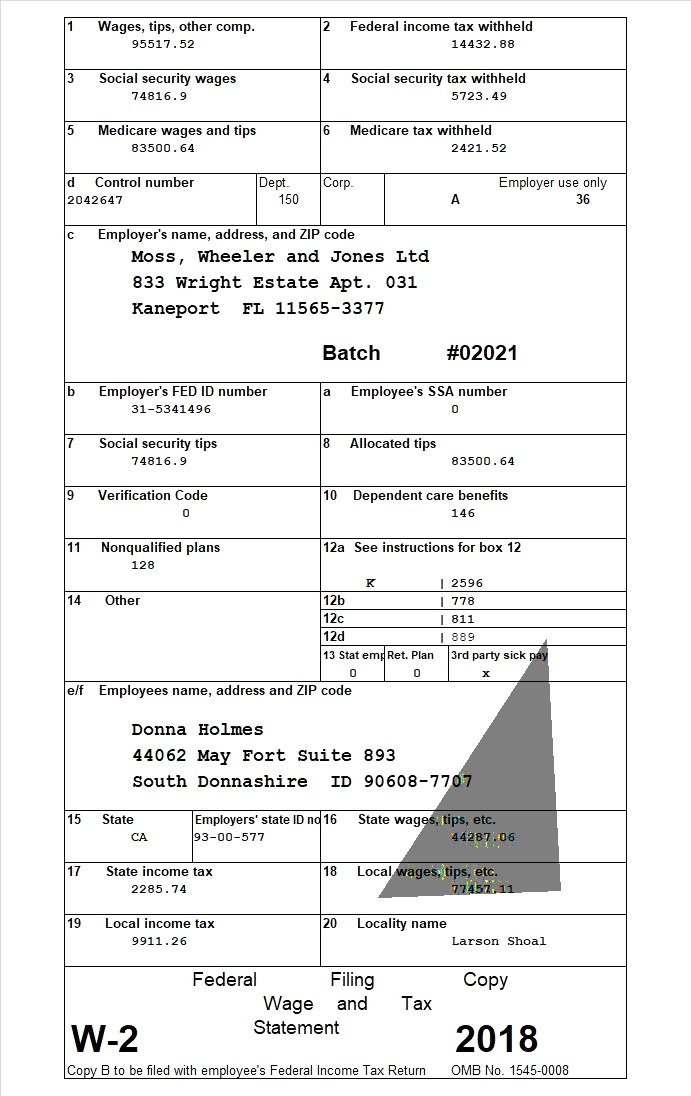 1 Wages, tips, other comp. 2 Federal income tax withheld
95517.52 14432.88
3 Social security wages 4 Social security tax withheld
74816.9 5723.49
5 Medicare wages and tips 6 Medicare tax withheld
83500.64 2421.52
d Control number Dept. Corp. Employer use only
2042647 150 A 36
c Employer's name, address, and ZIP code
Moss, Wheeler and Jones Ltd
833 Wright Estate Apt. 031
Kaneport FL 11565-3377
Batch #02021
b Employer's FED ID number a Employee's SSA number
31-5341496 0
7 Social security tips 8 Allocated tips
74816.9 83500.64
9 Verification Code 10 Dependent care benefits
0 146
11 Nonqualified plans 12a See instructions for box 12
128
K | 2596
14 Other 12b | 778
12c | 811
12d | 889
13 Stat emp Ret. Plan 3rd party sick pay
0 0 x
e/f Employees name, address and ZIP code
Donna Holmes
44062 May Fort Suite 893
South Donnashire ID 90608-7707
15 State Employers' state ID no 16 State wages, tips, etc.
CA 93-00-577 44287.06
17 State income tax 18 Local wages, tips, etc.
2285.74 77457.11
19 Local income tax 20 Locality name
9911.26 Larson Shoal
Federal Filing Copy
Wage and Tax
Statement
W-2 2018
Copy B to be filed with employee's Federal Income Tax Return OMB No. 1545-0008